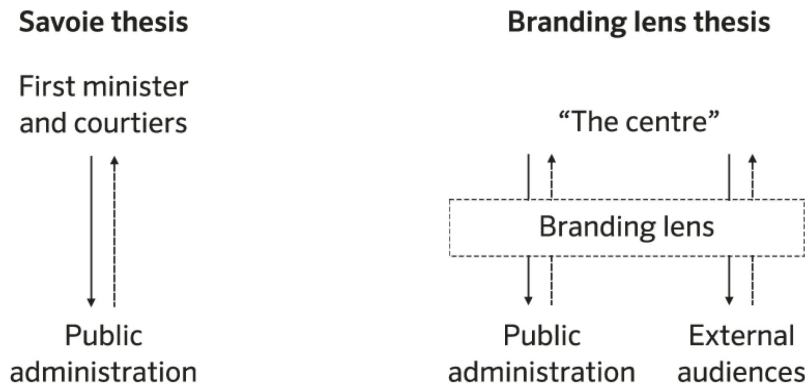 Savoie thesis
First minister
and courtiers
Public
administration
Branding lens thesis
“The centre”
Branding lens
Public
administration
External
audiences